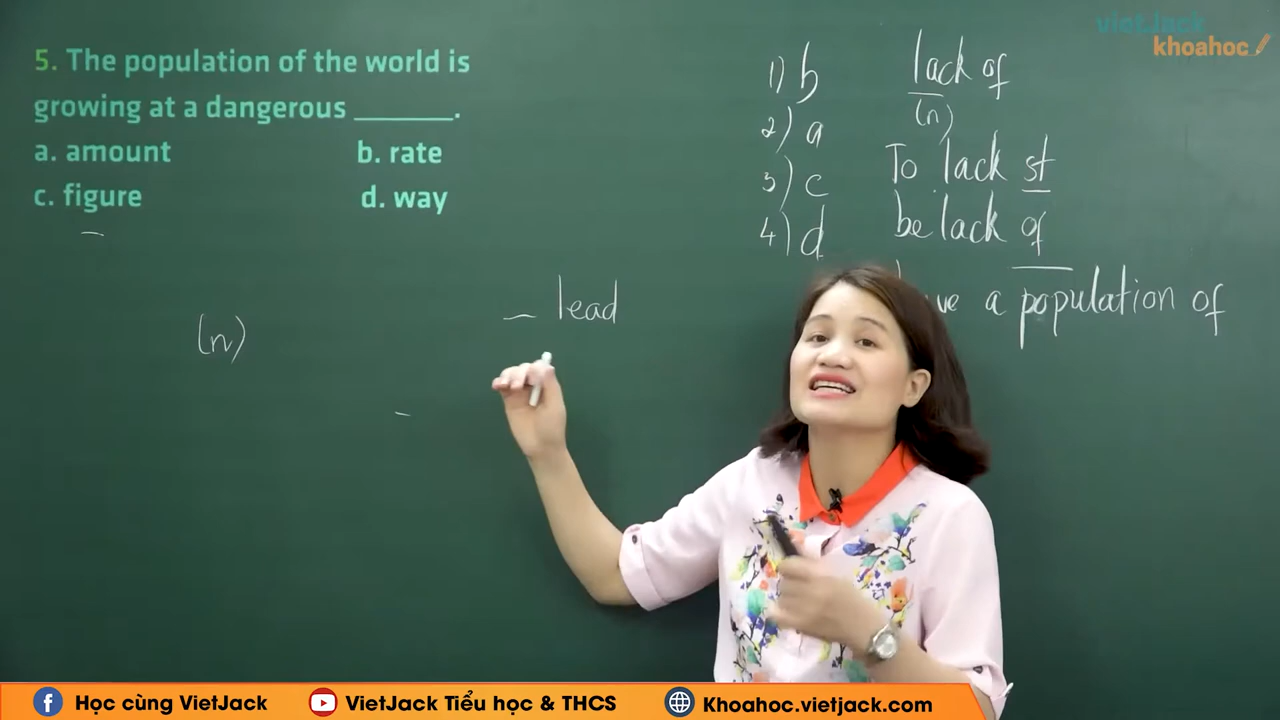 5. The population of the world is
growing at a dangerous ______.
a. amount b. rate
c. figure d. way
(n)
lead
1) b
2) a
3) c
4) d
lack of
(n)
To lack st
be lack of
a population of
vietJack
khoahoc
Học cùng VietJack
VietJack Tiểu học & THCS
Khoahoc.vietjack.com